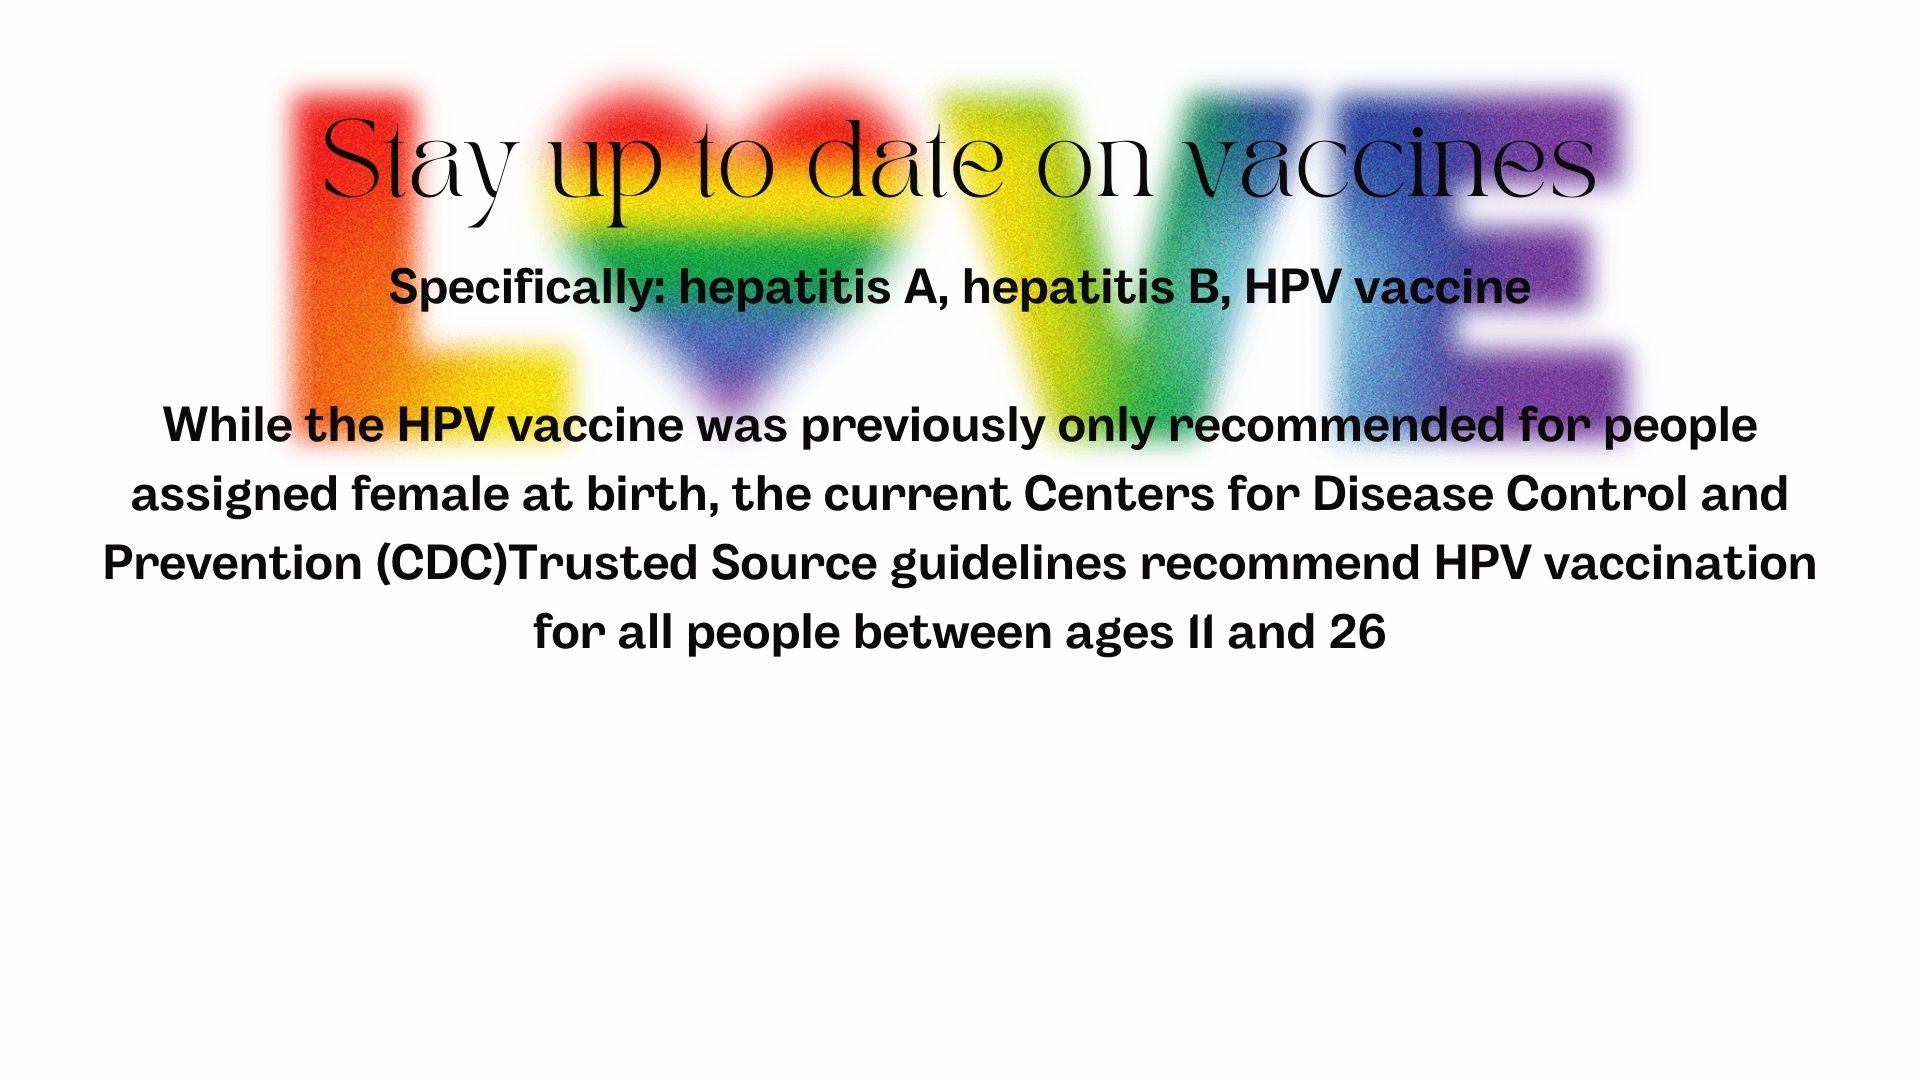 L♥VE
Stay up to date on vaccines
Specifically: hepatitis A, hepatitis B, HPV vaccine
While the HPV vaccine was previously only recommended for people
assigned female at birth, the current Centers for Disease Control and
Prevention (CDC)Trusted Source guidelines recommend HPV vaccination
for all people between ages 11 and 26